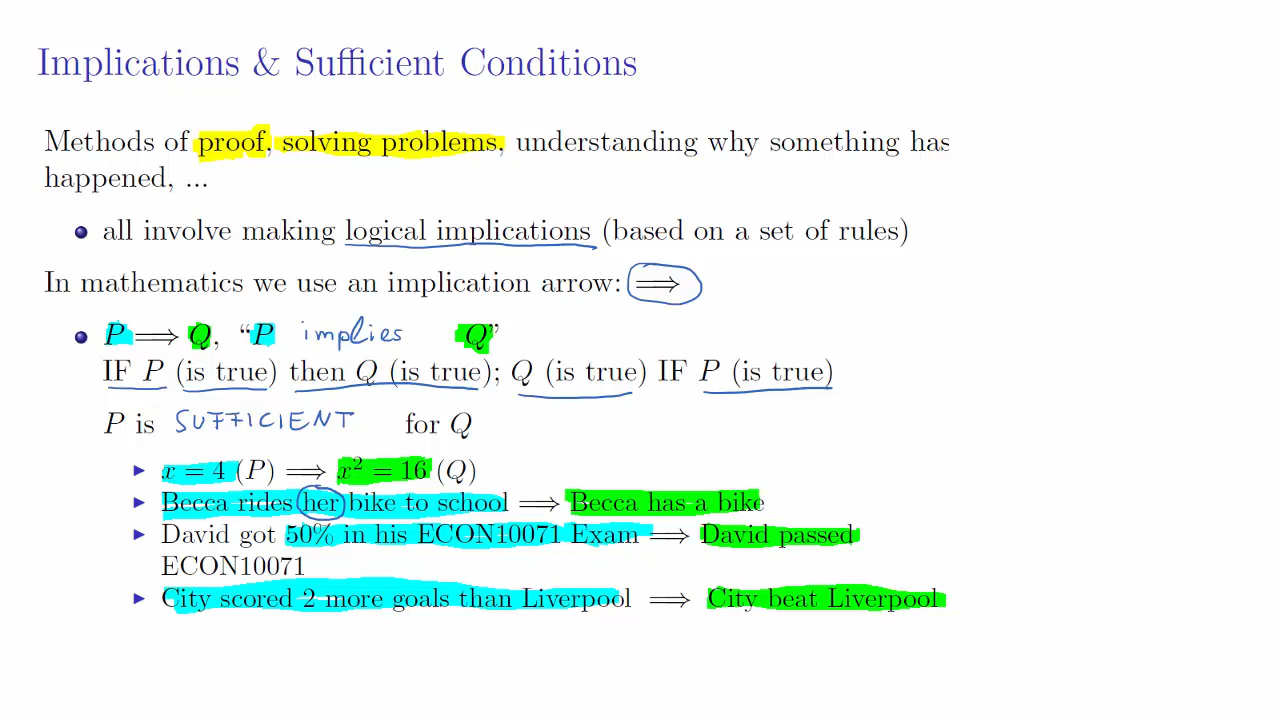 Implications & Sufficient Conditions
Methods of proof, solving problems, understanding why something has
happened, ...
all involve making logical implications (based on a set of rules)
In mathematics we use an implication arrow: ⟹
P ⟹ Q, “P implies Q”
IF P (is true) then Q (is true); Q (is true) IF P (is true)
P is SUFFICIENT for Q
x = 4 (P) ⟹ x² = 16 (Q)
Becca rides her bike to school ⟹ Becca has a bike
David got 50% in his ECON10071 Exam ⟹ David passed
ECON10071
City scored 2 more goals than Liverpool ⟹ City beat Liverpool